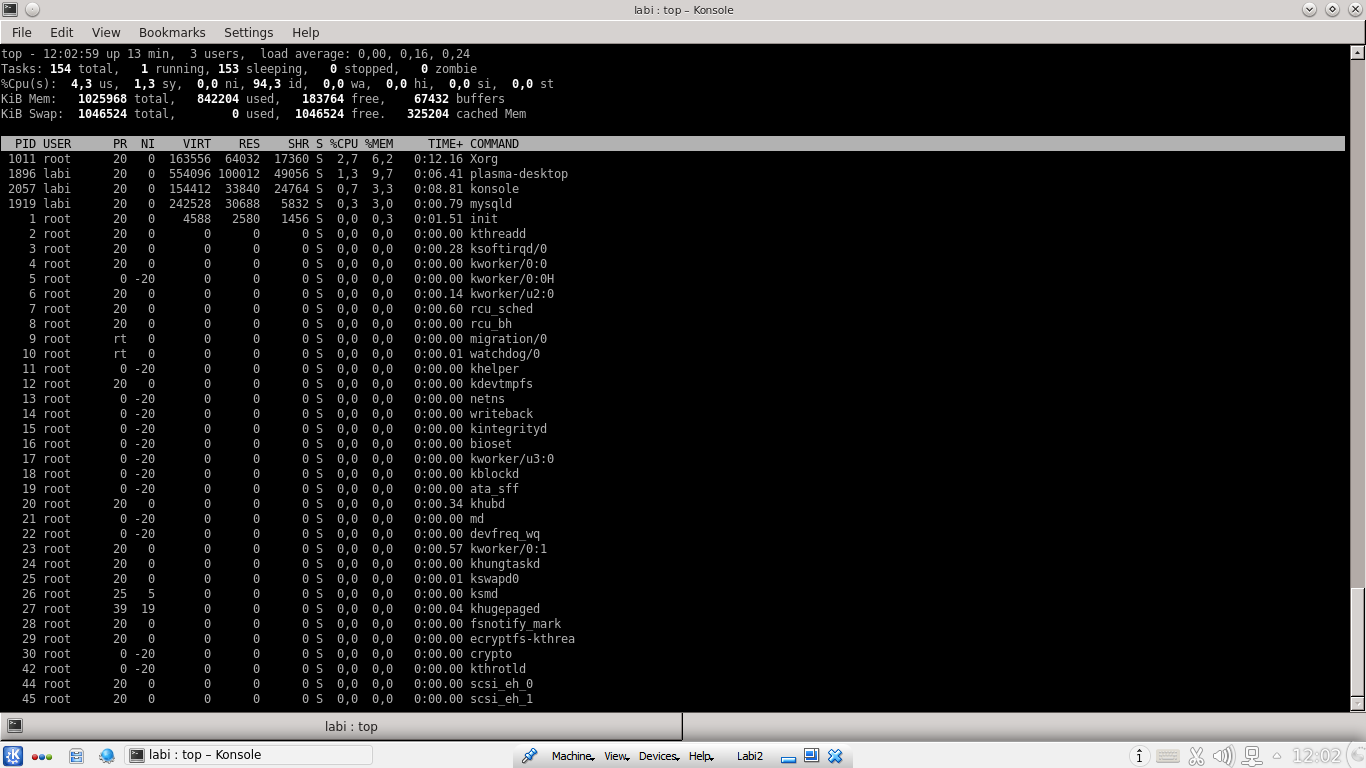 labi : top – Konsole
File Edit View Bookmarks Settings Help
top - 12:02:59 up 13 min,  3 users,  load average: 0,00, 0,16, 0,24
Tasks: 154 total,   1 running, 153 sleeping,   0 stopped,   0 zombie
%Cpu(s):  4,3 us,  1,3 sy,  0,0 ni, 94,3 id,  0,0 wa,  0,0 hi,  0,0 si,  0,0 st
KiB Mem:   1025968 total,   842204 used,   183764 free,    67432 buffers
KiB Swap:  1046524 total,        0 used,  1046524 free.   325204 cached Mem
PID USER PR NI VIRT RES SHR S %CPU %MEM TIME+ COMMAND
1011 root 20 0 163556 64032 17360 S 2,7 6,2 0:12.16 Xorg
1896 labi 20 0 554096 100012 49056 S 1,3 9,7 0:06.41 plasma-desktop
2057 labi 20 0 154412 33840 24764 S 0,7 3,3 0:08.81 konsole
1919 labi 20 0 242528 30688 5832 S 0,3 3,0 0:00.79 mysqld
1 root 20 0 4588 2580 1456 S 0,0 0,3 0:01.51 init
2 root 20 0 0 0 0 S 0,0 0,0 0:00.00 kthreadd
3 root 20 0 0 0 0 S 0,0 0,0 0:00.28 ksoftirqd/0
4 root 20 0 0 0 0 S 0,0 0,0 0:00.00 kworker/0:0
5 root 0 -20 0 0 0 S 0,0 0,0 0:00.00 kworker/0:0H
6 root 20 0 0 0 0 S 0,0 0,0 0:00.14 kworker/u2:0
7 root 20 0 0 0 0 S 0,0 0,0 0:00.60 rcu_sched
8 root 20 0 0 0 0 S 0,0 0,0 0:00.00 rcu_bh
9 root rt 0 0 0 0 S 0,0 0,0 0:00.00 migration/0
10 root rt 0 0 0 0 S 0,0 0,0 0:00.01 watchdog/0
11 root 0 -20 0 0 0 S 0,0 0,0 0:00.00 khelper
12 root 20 0 0 0 0 S 0,0 0,0 0:00.00 kdevtmpfs
13 root 0 -20 0 0 0 S 0,0 0,0 0:00.00 netns
14 root 0 -20 0 0 0 S 0,0 0,0 0:00.00 writeback
15 root 0 -20 0 0 0 S 0,0 0,0 0:00.00 kintegrityd
16 root 0 -20 0 0 0 S 0,0 0,0 0:00.00 bioset
17 root 0 -20 0 0 0 S 0,0 0,0 0:00.00 kworker/u3:0
18 root 0 -20 0 0 0 S 0,0 0,0 0:00.00 kblockd
19 root 0 -20 0 0 0 S 0,0 0,0 0:00.00 ata_sff
20 root 20 0 0 0 0 S 0,0 0,0 0:00.34 khubd
21 root 0 -20 0 0 0 S 0,0 0,0 0:00.00 md
22 root 0 -20 0 0 0 S 0,0 0,0 0:00.00 devfreq_wq
23 root 20 0 0 0 0 S 0,0 0,0 0:00.57 kworker/0:1
24 root 20 0 0 0 0 S 0,0 0,0 0:00.00 khungtaskd
25 root 20 0 0 0 0 S 0,0 0,0 0:00.01 kswapd0
26 root 25 5 0 0 0 S 0,0 0,0 0:00.00 ksmd
27 root 39 19 0 0 0 S 0,0 0,0 0:00.04 khugepaged
28 root 20 0 0 0 0 S 0,0 0,0 0:00.00 fsnotify_mark
29 root 20 0 0 0 0 S 0,0 0,0 0:00.00 ecryptfs-kthrea
30 root 0 -20 0 0 0 S 0,0 0,0 0:00.00 crypto
42 root 0 -20 0 0 0 S 0,0 0,0 0:00.00 kthrotld
44 root 20 0 0 0 0 S 0,0 0,0 0:00.00 scsi_eh_0
45 root 20 0 0 0 0 S 0,0 0,0 0:00.00 scsi_eh_1
labi : top
labi : top – Konsole Machine View Devices Help Labi2 12:02